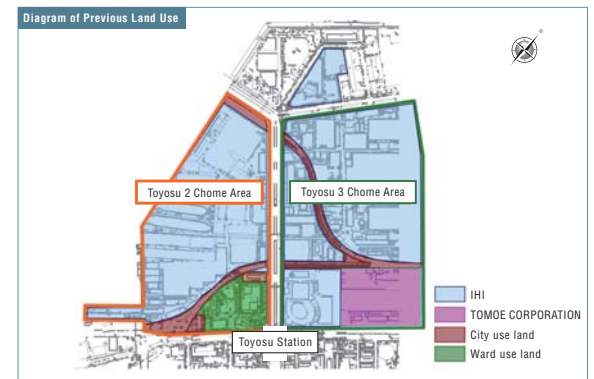 Diagram of Previous Land Use
Toyosu 2 Chome Area
Toyosu 3 Chome Area
IHI
TOMOE CORPORATION
City use land
Ward use land
Toyosu Station